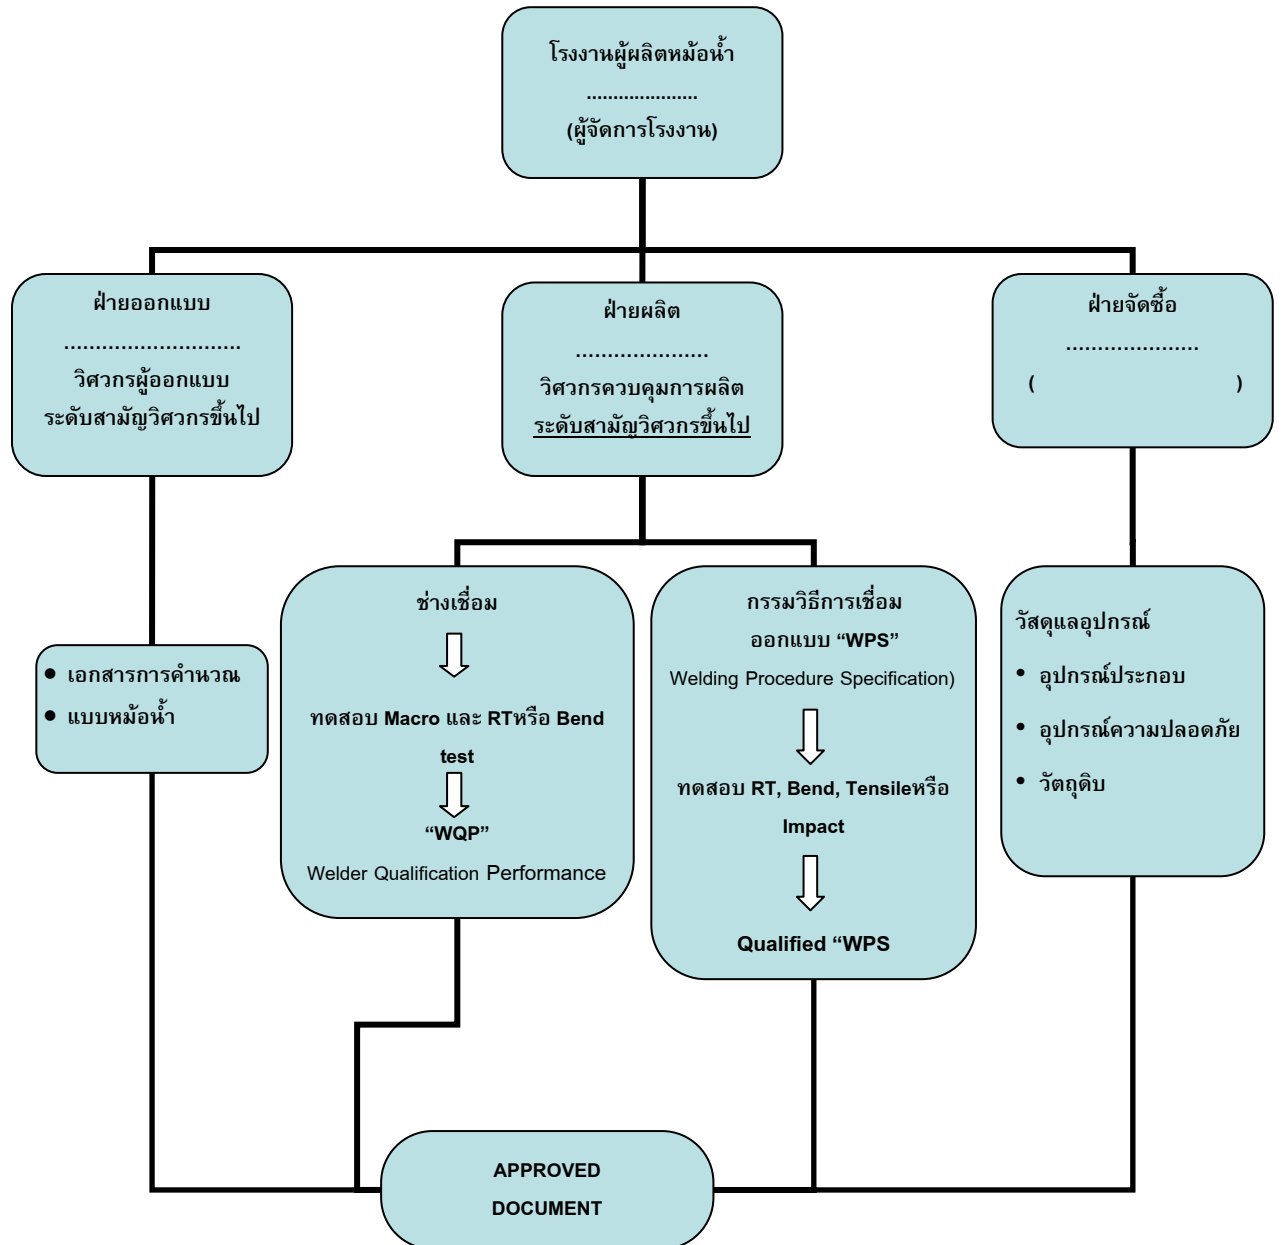 โรงงานผู้ผลิตหม้อน้ำ
.....................
(ผู้จัดการโรงงาน)
ฝ่ายออกแบบ
............................
วิศวกรผู้ออกแบบ
ระดับสามัญวิศวกรขึ้นไป
ฝ่ายผลิต
.....................
วิศวกรควบคุมการผลิต
ระดับสามัญวิศวกรขึ้นไป
ฝ่ายจัดซื้อ
.....................
( )
• เอกสารการคำนวณ
• แบบหม้อน้ำ
ช่างเชื่อม
ทดสอบ Macro และ RTหรือ Bend
test
“WQP”
Welder Qualification Performance
กรรมวิธีการเชื่อม
ออกแบบ “WPS”
Welding Procedure Specification)
ทดสอบ RT, Bend, Tensileหรือ
Impact
Qualified “WPS
วัสดุแลอุปกรณ์
• อุปกรณ์ประกอบ
• อุปกรณ์ความปลอดภัย
• วัตถุดิบ
APPROVED
DOCUMENT